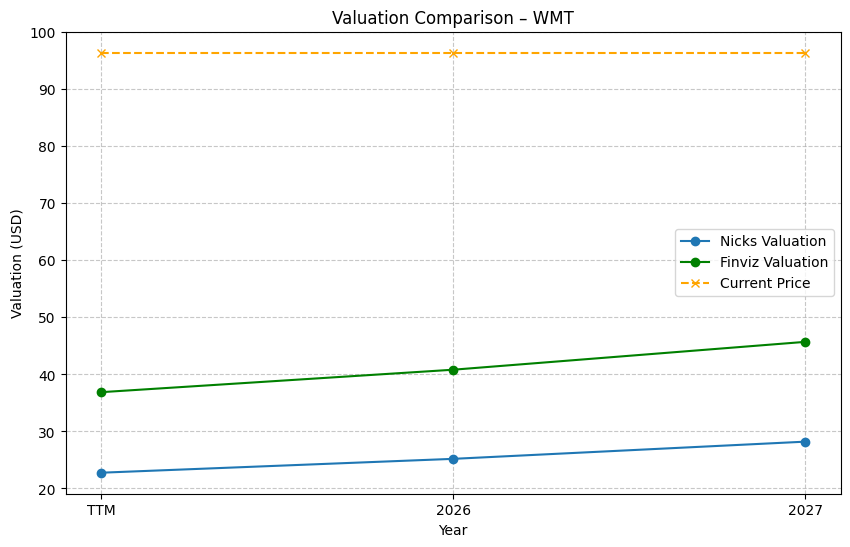 Valuation Comparison – WMT
Valuation (USD)
100
90
80
70
60
50
40
30
20
Nicks Valuation
Finviz Valuation
Current Price
TTM
2026
2027
Year